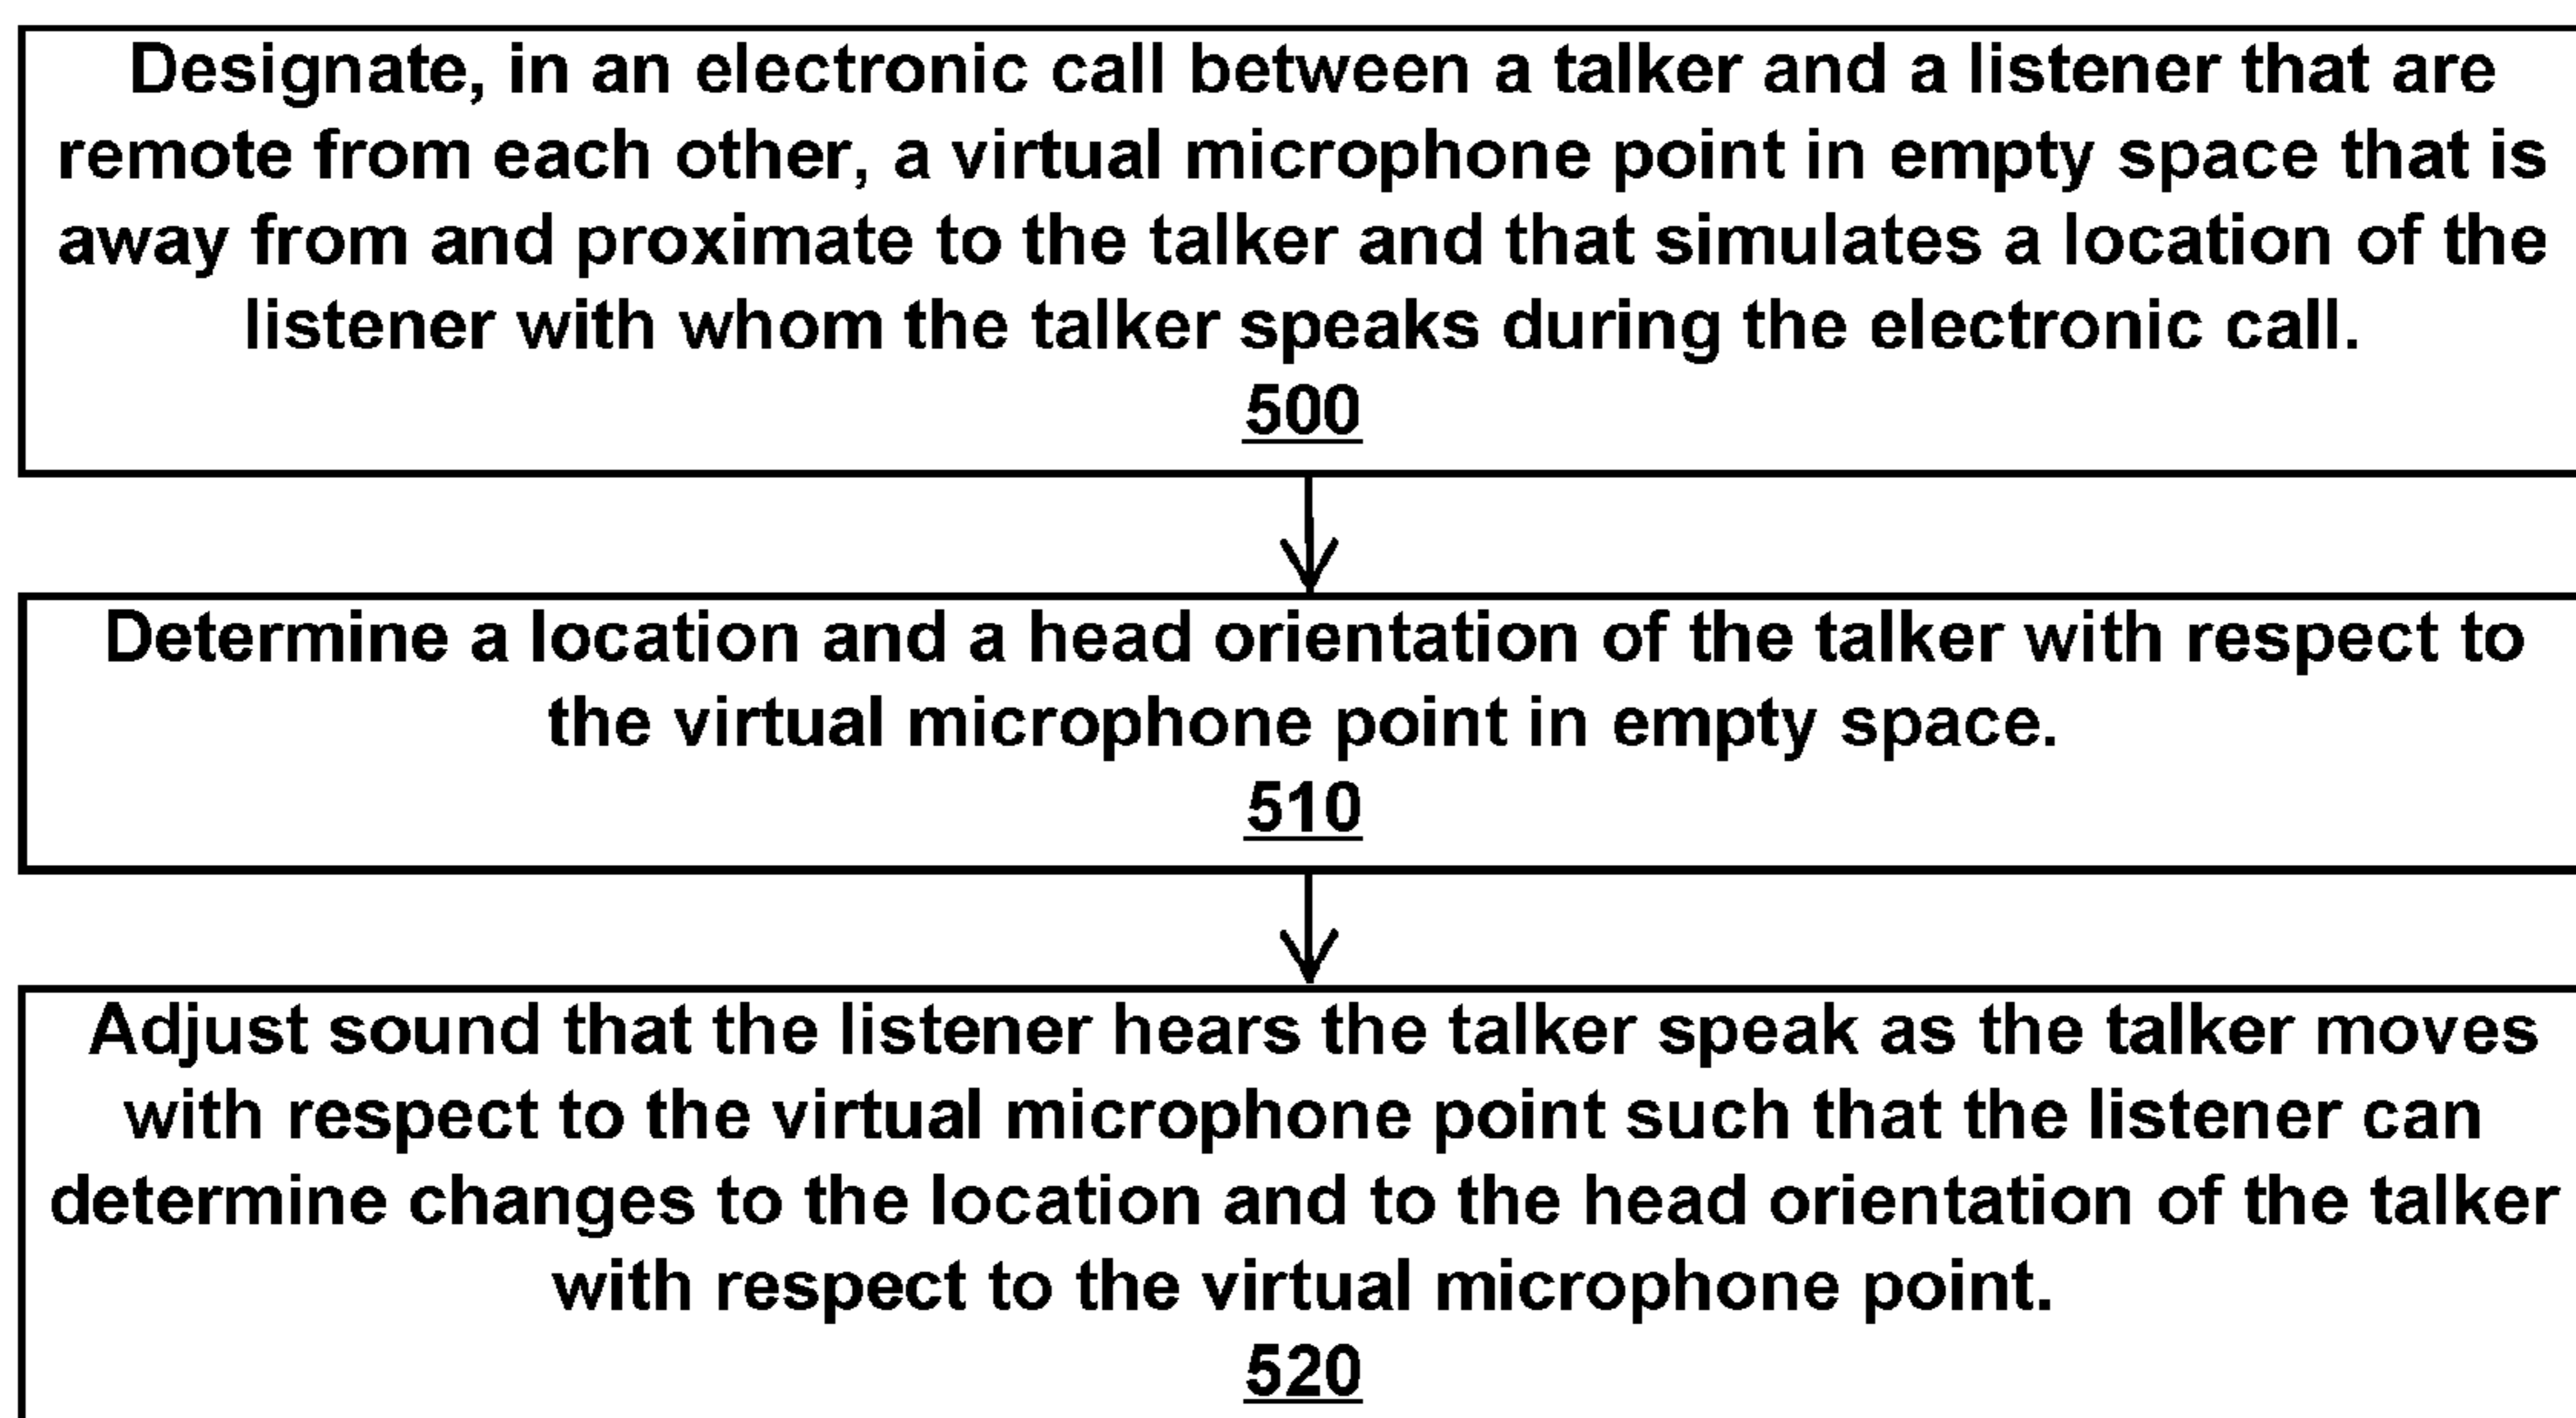 Designate, in an electronic call between a talker and a listener that are
remote from each other, a virtual microphone point in empty space that is
away from and proximate to the talker and that simulates a location of the
listener with whom the talker speaks during the electronic call.
500
Determine a location and a head orientation of the talker with respect to
the virtual microphone point in empty space.
510
Adjust sound that the listener hears the talker speak as the talker moves
with respect to the virtual microphone point such that the listener can
determine changes to the location and to the head orientation of the talker
with respect to the virtual microphone point.
520